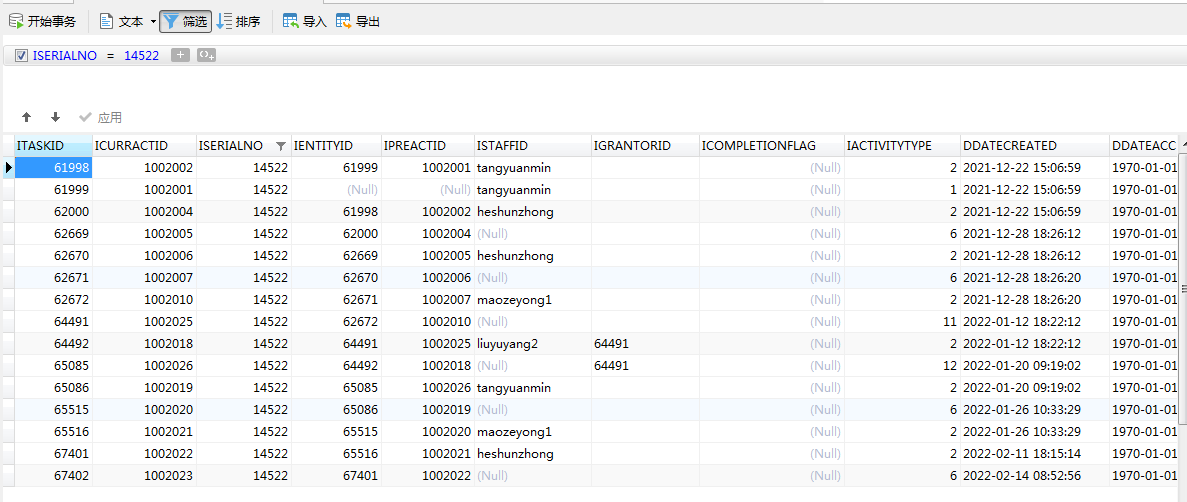 开始事务 文本 筛选 排序 导入 导出
ISERIALNO = 14522
应用
ITASKID ICURRACTID ISERIALNO IENTITYID IPREACTID ISTAFFID IGRANTORID ICOMPLETIONFLAG IACTIVITYTYPE DDATECREATED DDATEACC
61998 1002002 14522 61999 1002001 tangyuanmin (Null) 2 2021-12-22 15:06:59 1970-01-01
61999 1002001 14522 (Null) (Null) tangyuanmin (Null) 1 2021-12-22 15:06:59 1970-01-01
62000 1002004 14522 61998 1002002 heshunzhong (Null) 2 2021-12-22 15:06:59 1970-01-01
62669 1002005 14522 62000 1002004 (Null) (Null) 6 2021-12-28 18:26:12 1970-01-01
62670 1002006 14522 62669 1002005 heshunzhong (Null) 2 2021-12-28 18:26:12 1970-01-01
62671 1002007 14522 62670 1002006 (Null) (Null) 6 2021-12-28 18:26:20 1970-01-01
62672 1002010 14522 62671 1002007 maozeyong1 (Null) 2 2021-12-28 18:26:20 1970-01-01
64491 1002025 14522 62672 1002010 (Null) (Null) 11 2022-01-12 18:22:12 1970-01-01
64492 1002018 14522 64491 1002025 liuyuyang2 64491 (Null) 2 2022-01-12 18:22:12 1970-01-01
65085 1002026 14522 64492 1002018 (Null) 64491 (Null) 12 2022-01-20 09:19:02 1970-01-01
65086 1002019 14522 65085 1002026 tangyuanmin (Null) 2 2022-01-20 09:19:02 1970-01-01
65515 1002020 14522 65086 1002019 (Null) (Null) 6 2022-01-26 10:33:29 1970-01-01
65516 1002021 14522 65515 1002020 maozeyong1 (Null) 2 2022-01-26 10:33:29 1970-01-01
67401 1002022 14522 65516 1002021 heshunzhong (Null) 2 2022-02-11 18:15:14 1970-01-01
67402 1002023 14522 67401 1002022 (Null) (Null) 6 2022-02-14 08:52:56 1970-01-01